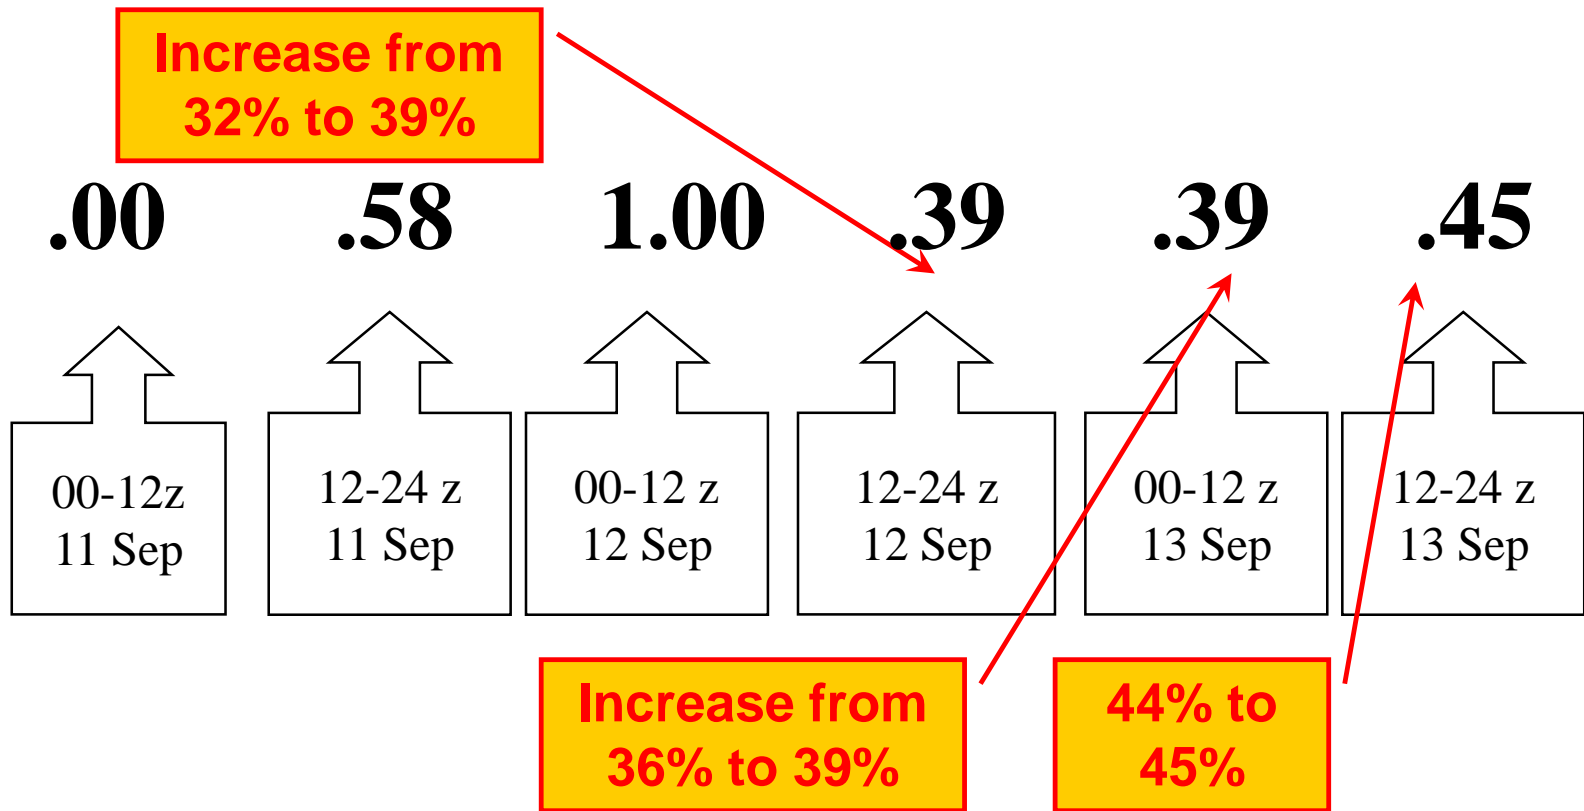 Increase from
32% to 39%
.00 .58 1.00 .39 .39 .45
00-12z
11 Sep
12-24 z
11 Sep
00-12 z
12 Sep
12-24 z
12 Sep
00-12 z
13 Sep
12-24 z
13 Sep
Increase from
36% to 39%
44% to
45%